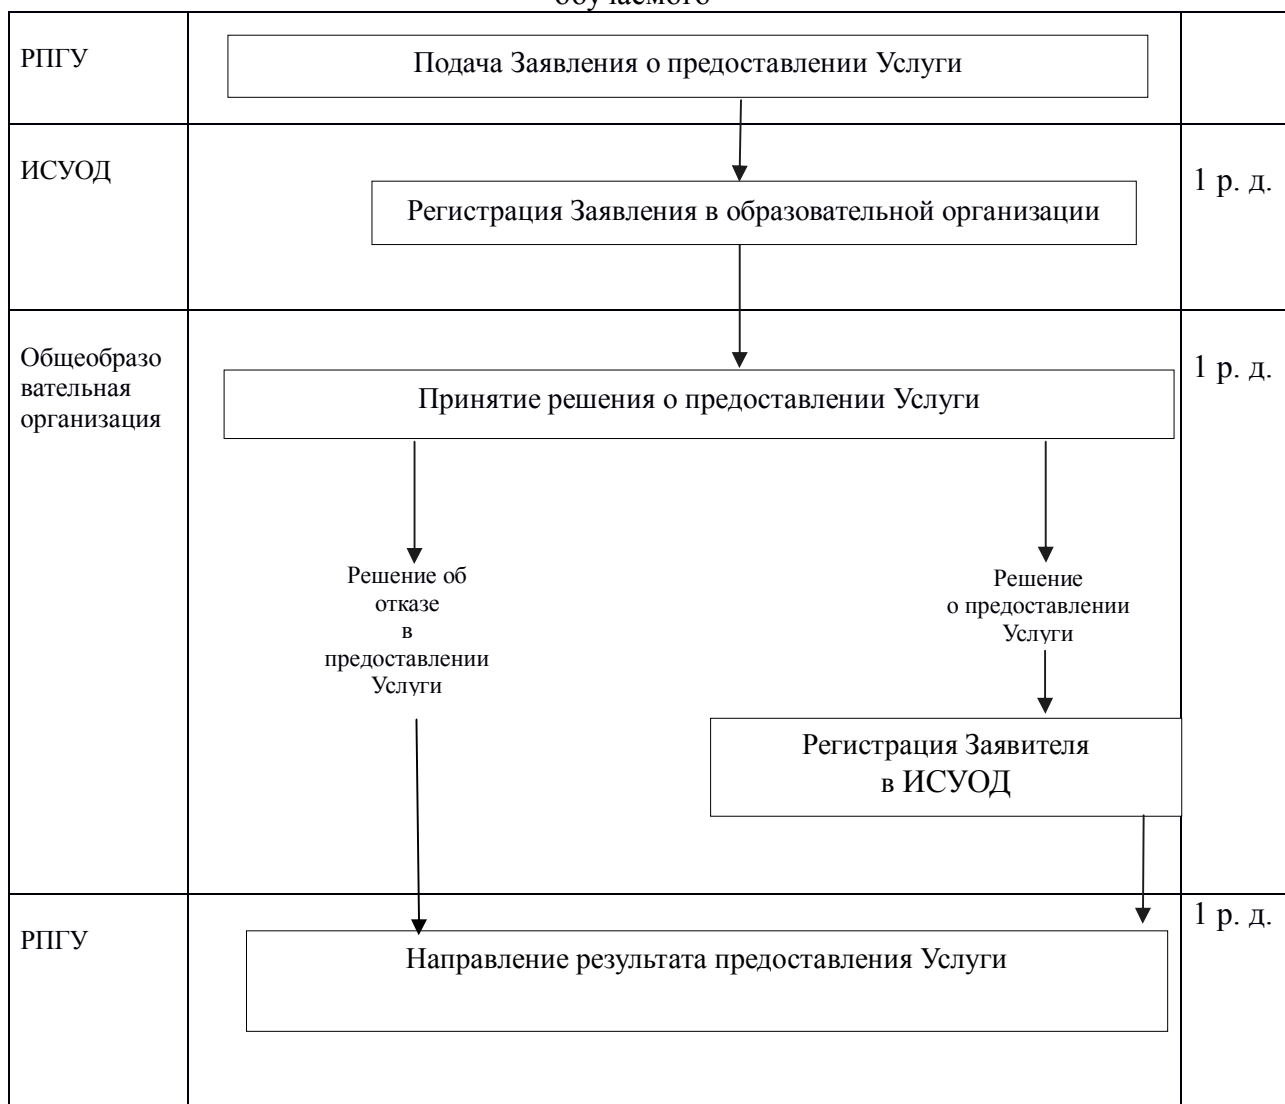 РПГУ
Подача Заявления о предоставлении Услуги
ИСУОД
1 р. д.
Регистрация Заявления в образовательной организации
Общеобразо
вательная
организация
1 р. д.
Принятие решения о предоставлении Услуги
Решение об
отказе
в
предоставлении
Услуги
Решение
о предоставлении
Услуги
Регистрация Заявителя
в ИСУОД
РПГУ
1 р. д.
Направление результата предоставления Услуги